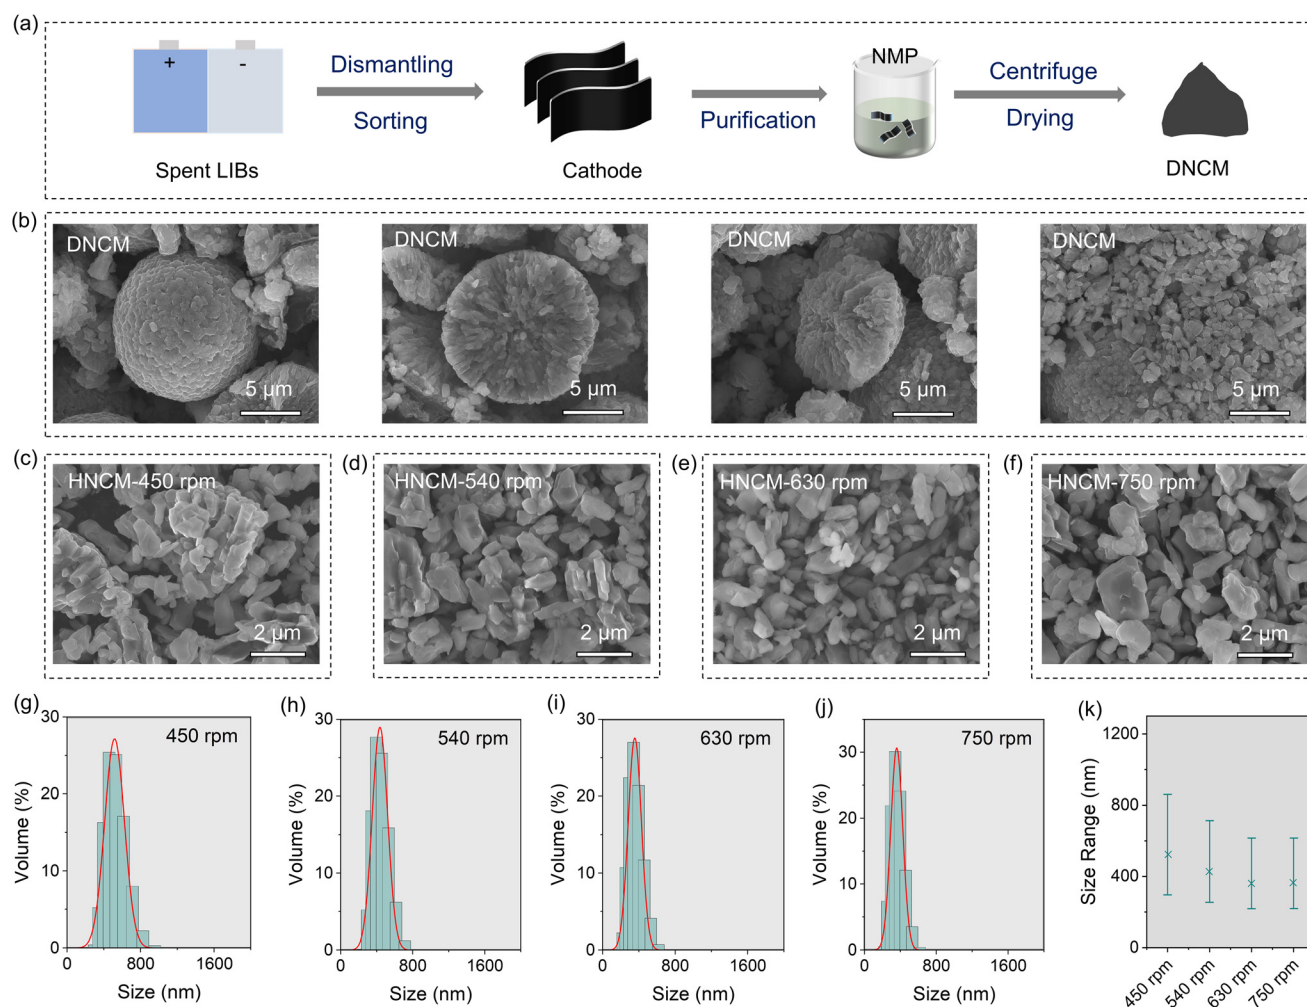 (a)
+ -
Dismantling
Sorting
NMP
Purification
Centrifuge
Drying
Spent LIBs
Cathode
DNCM
(b)
DNCM
5 µm
DNCM
5 µm
DNCM
5 µm
DNCM
5 µm
(c)
HNCM-450 rpm
2 µm
(d)
HNCM-540 rpm
2 µm
(e)
HNCM-630 rpm
2 µm
(f)
HNCM-750 rpm
2 µm
(g)
450 rpm
Volume (%)
30
20
10
0
0 800 1600
Size (nm)
(h)
540 rpm
Volume (%)
30
20
10
0
0 800 1600
Size (nm)
(i)
630 rpm
Volume (%)
30
20
10
0
0 800 1600
Size (nm)
(j)
750 rpm
Volume (%)
30
20
10
0
0 800 1600
Size (nm)
(k)
Size Range (nm)
1200
800
400
0
450 rpm
540 rpm
630 rpm
750 rpm